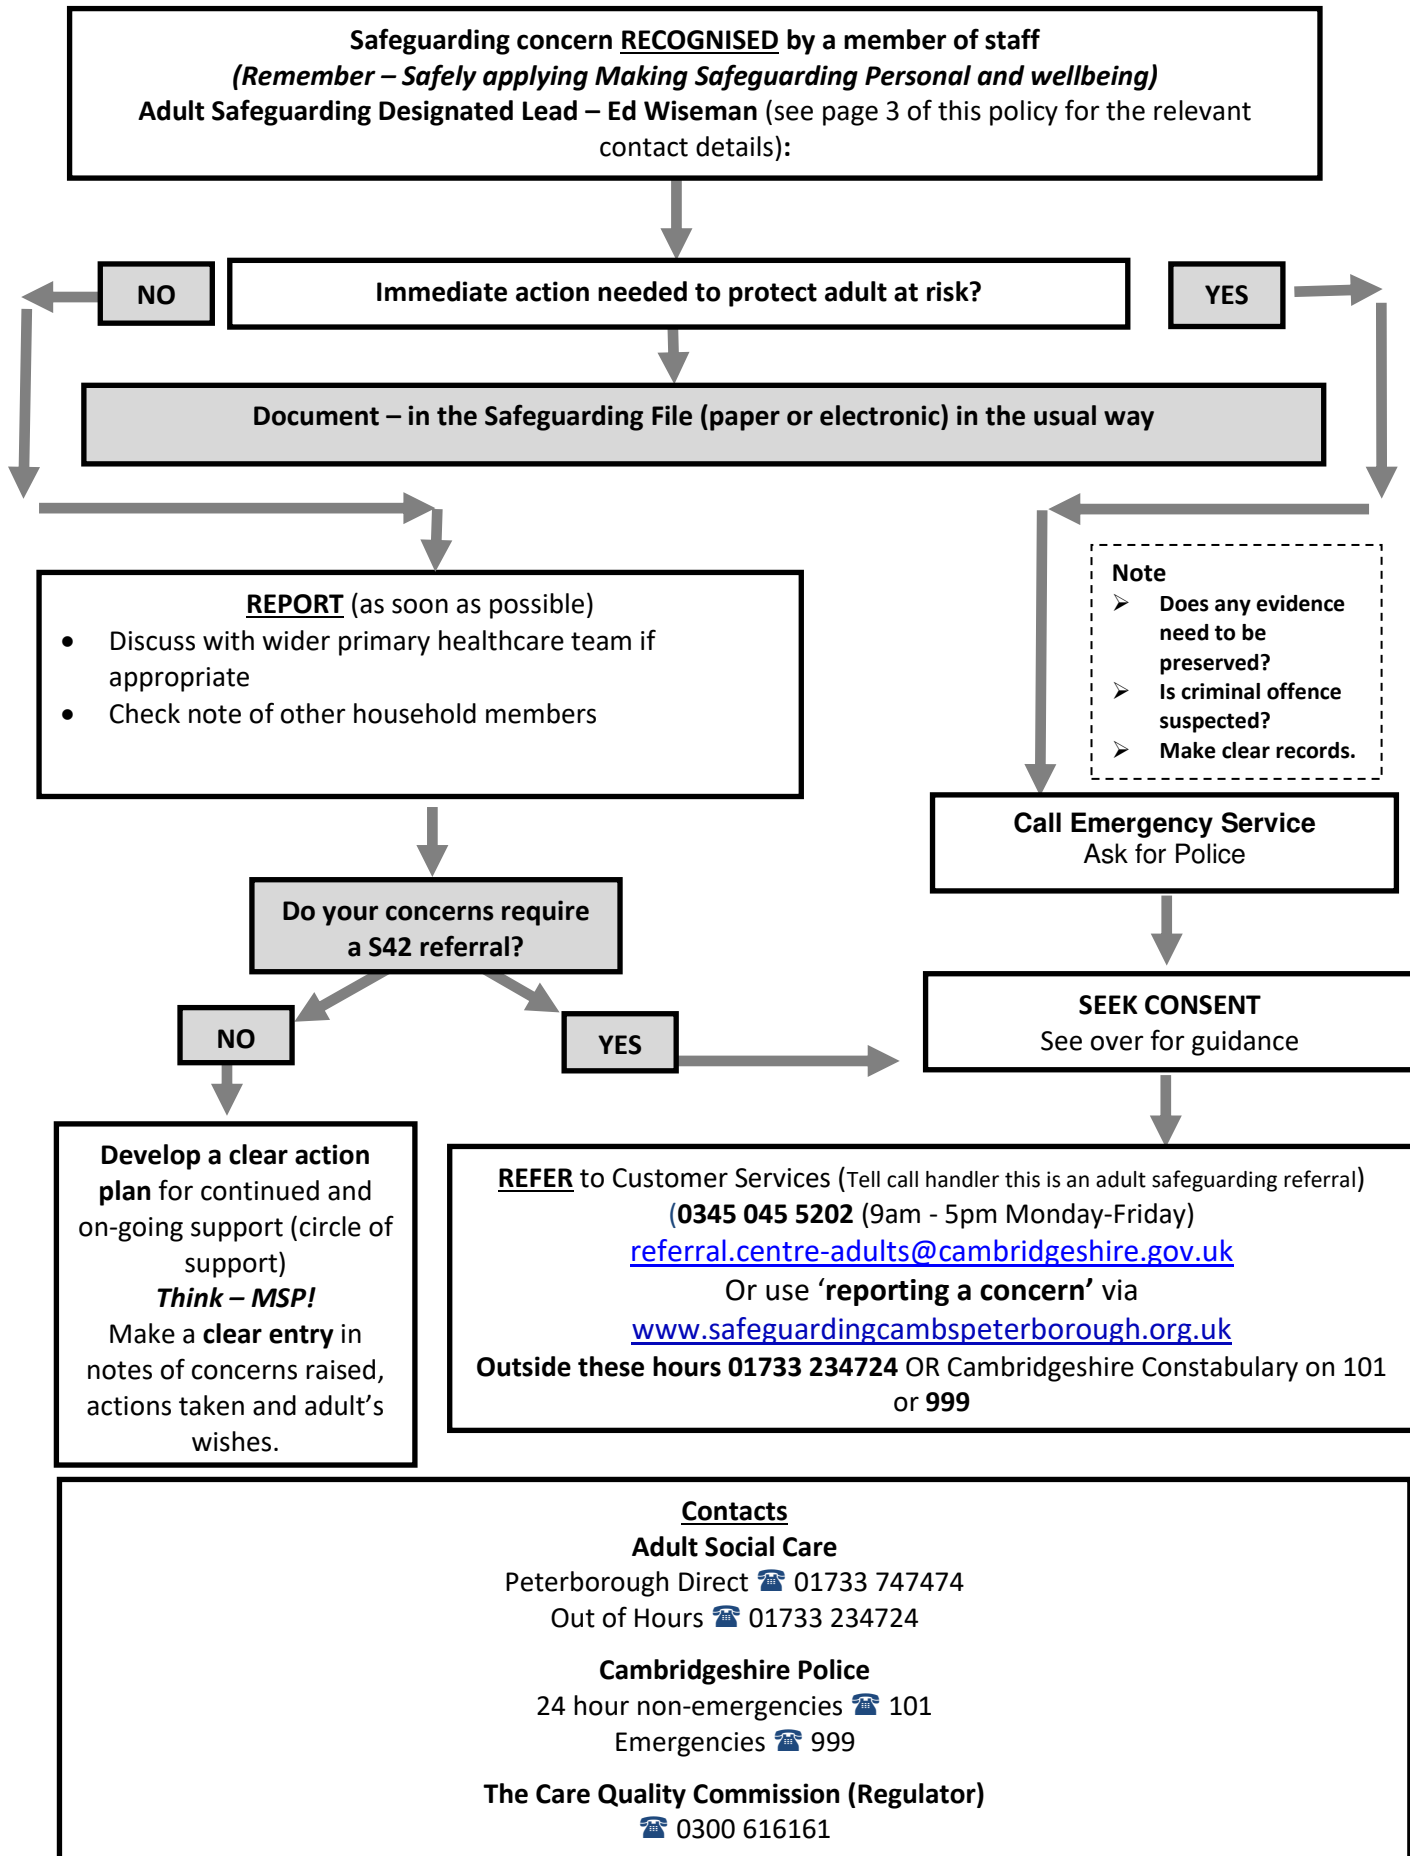 Safeguarding concern RECOGNISED by a member of staff
(Remember – Safely applying Making Safeguarding Personal and wellbeing)
Adult Safeguarding Designated Lead – Ed Wiseman (see page 3 of this policy for the relevant
contact details):
NO
Immediate action needed to protect adult at risk?
YES
Document – in the Safeguarding File (paper or electronic) in the usual way
REPORT (as soon as possible)
• Discuss with wider primary healthcare team if
appropriate
• Check note of other household members
Note
➢ Does any evidence
need to be
preserved?
➢ Is criminal offence
suspected?
➢ Make clear records.
Call Emergency Service
Ask for Police
Do your concerns require
a S42 referral?
SEEK CONSENT
See over for guidance
NO
YES
Develop a clear action
plan for continued and
on-going support (circle of
support)
Think – MSP!
Make a clear entry in
notes of concerns raised,
actions taken and adult’s
wishes.
REFER to Customer Services (Tell call handler this is an adult safeguarding referral)
(0345 045 5202 (9am - 5pm Monday-Friday)
referral.centre-adults@cambridgeshire.gov.uk
Or use ‘reporting a concern’ via
www.safeguardingcambspeterborough.org.uk
Outside these hours 01733 234724 OR Cambridgeshire Constabulary on 101
or 999
Contacts
Adult Social Care
Peterborough Direct ☎ 01733 747474
Out of Hours ☎ 01733 234724
Cambridgeshire Police
24 hour non-emergencies ☎ 101
Emergencies ☎ 999
The Care Quality Commission (Regulator)
☎ 0300 616161